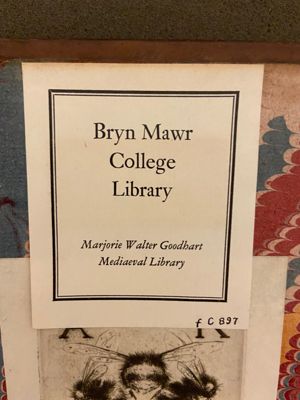 Bryn Mawr
College
Library
Marjorie Walter Goodhart
Mediaeval Library
f C 897
A R